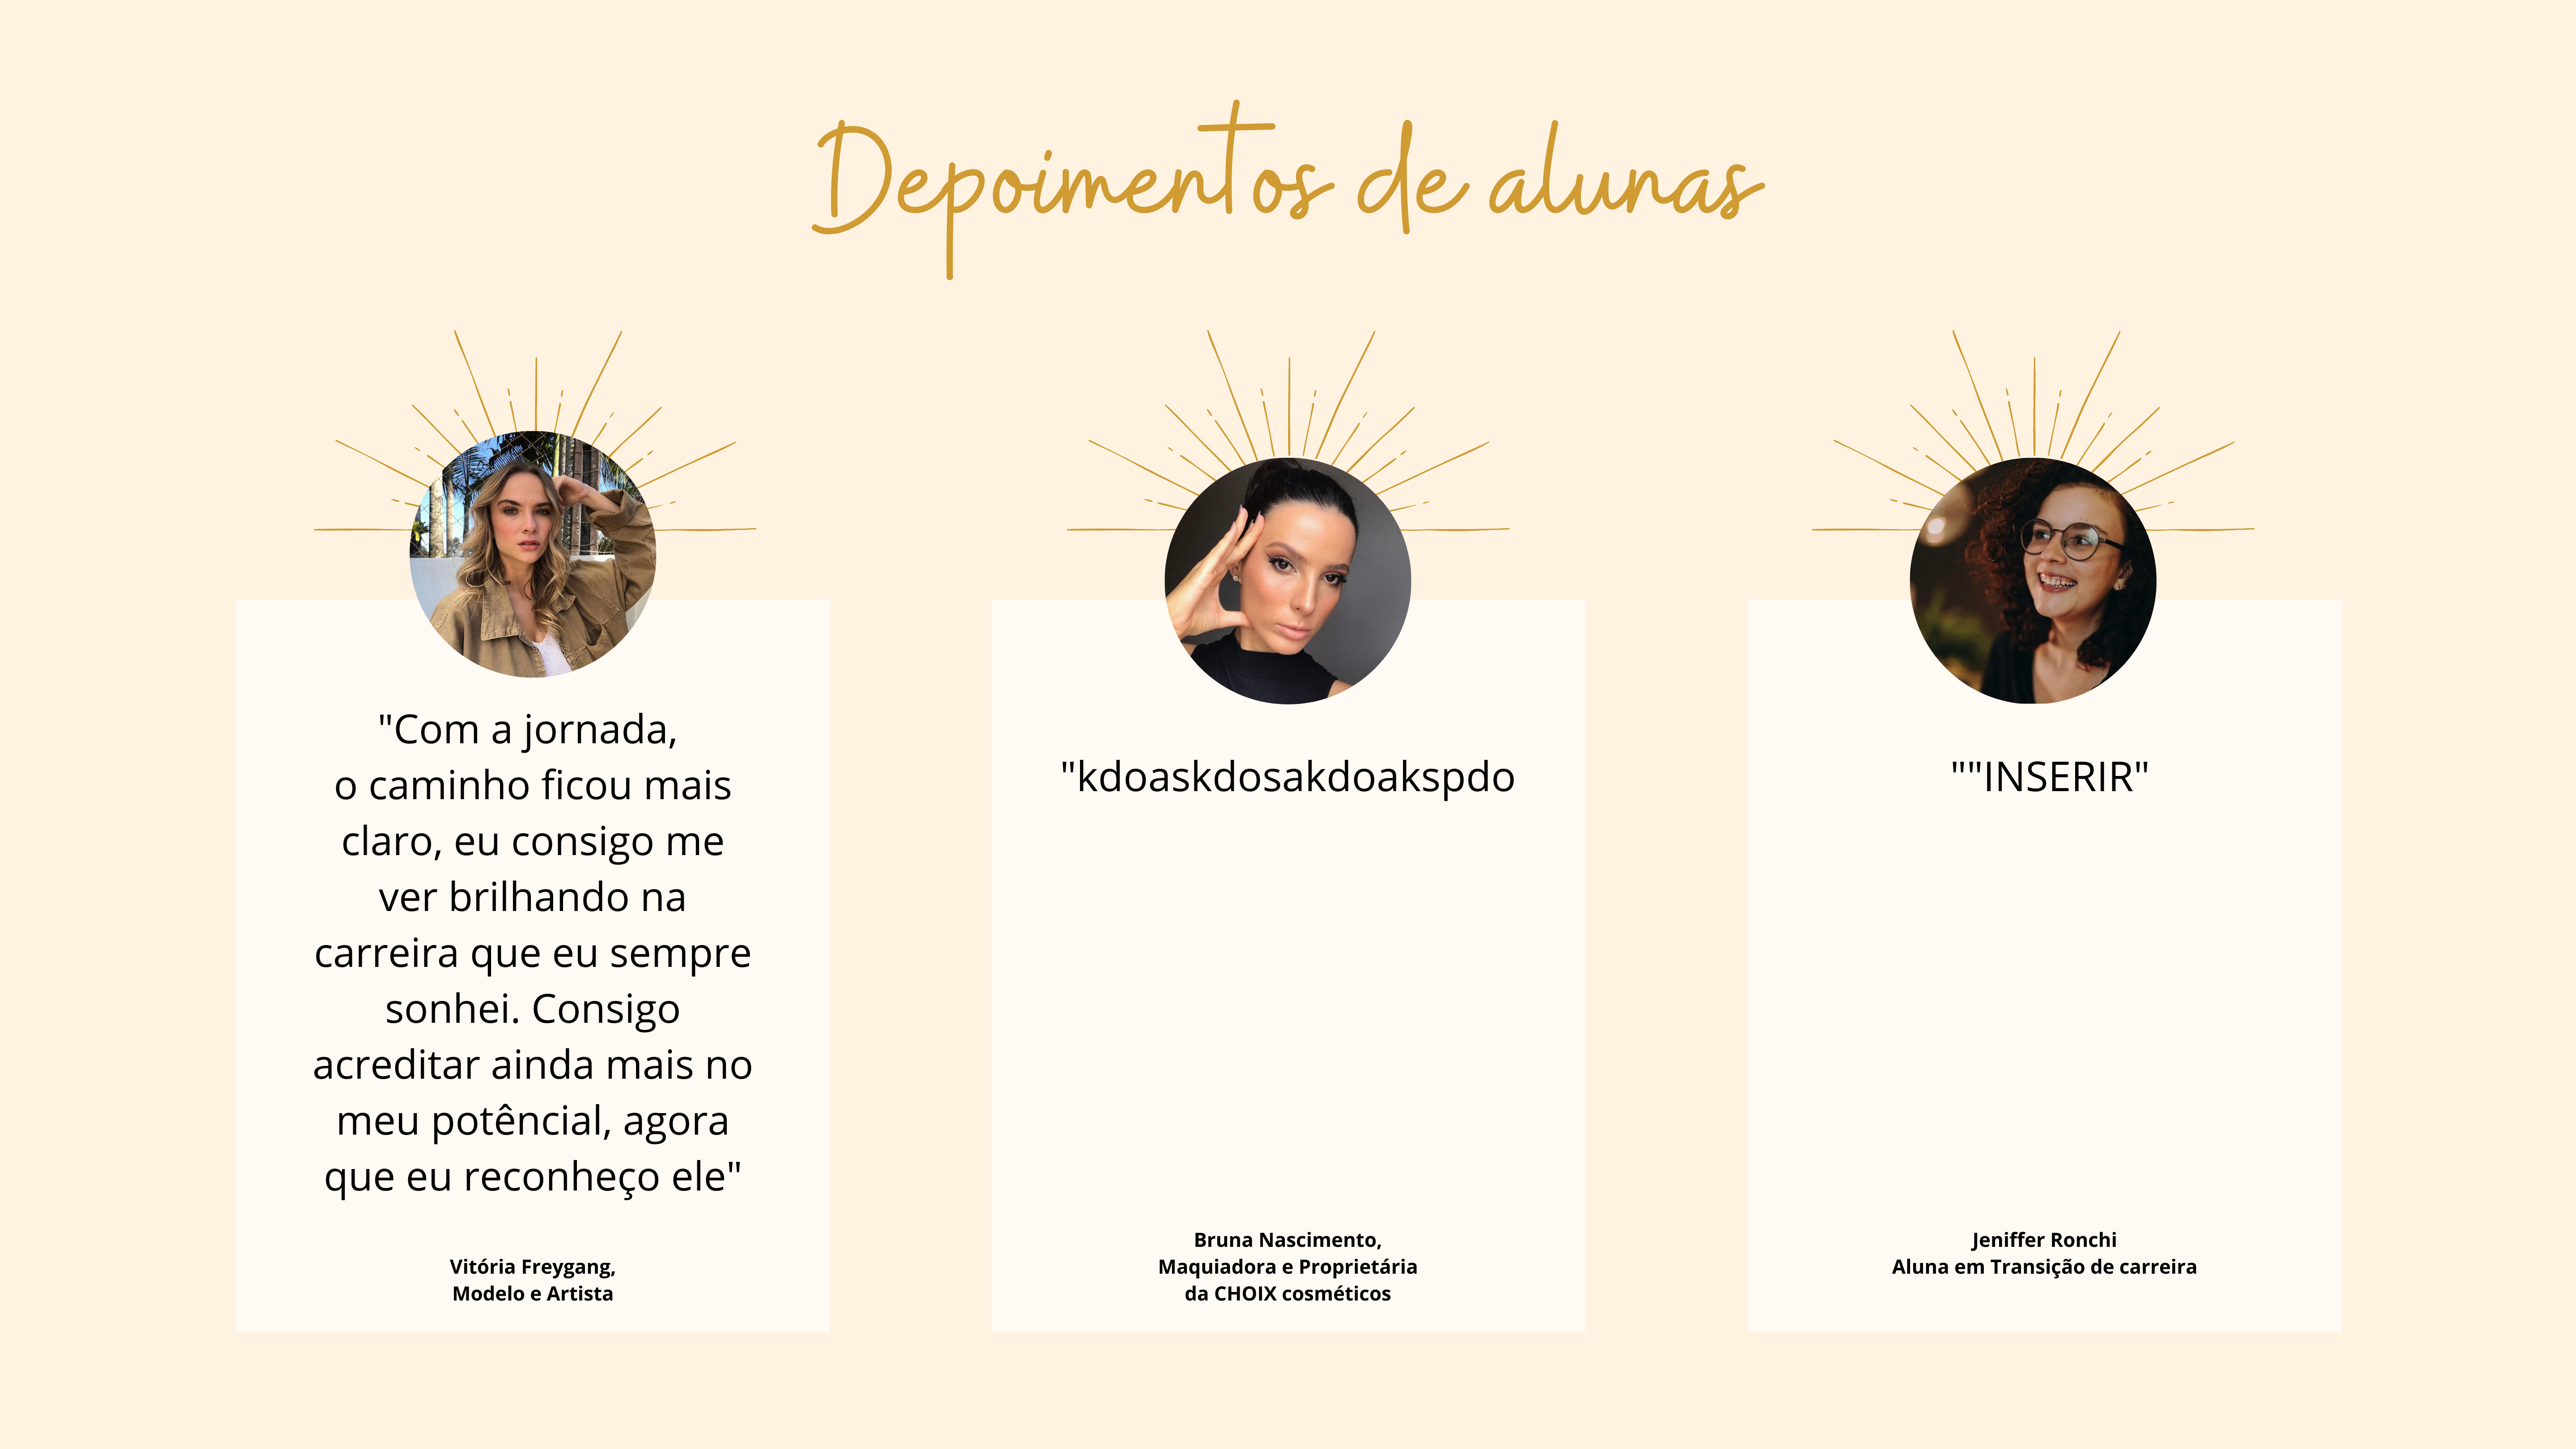 Depoimentos de alunas
"Com a jornada,
o caminho ficou mais
claro, eu consigo me
ver brilhando na
carreira que eu sempre
sonhei. Consigo
acreditar ainda mais no
meu potêncial, agora
que eu reconheço ele"
Vitória Freygang,
Modelo e Artista
"kdoaskdosakdoakspdo
Bruna Nascimento,
Maquiadora e Proprietária
da CHOIX cosméticos
""INSERIR"
Jeniffer Ronchi
Aluna em Transição de carreira